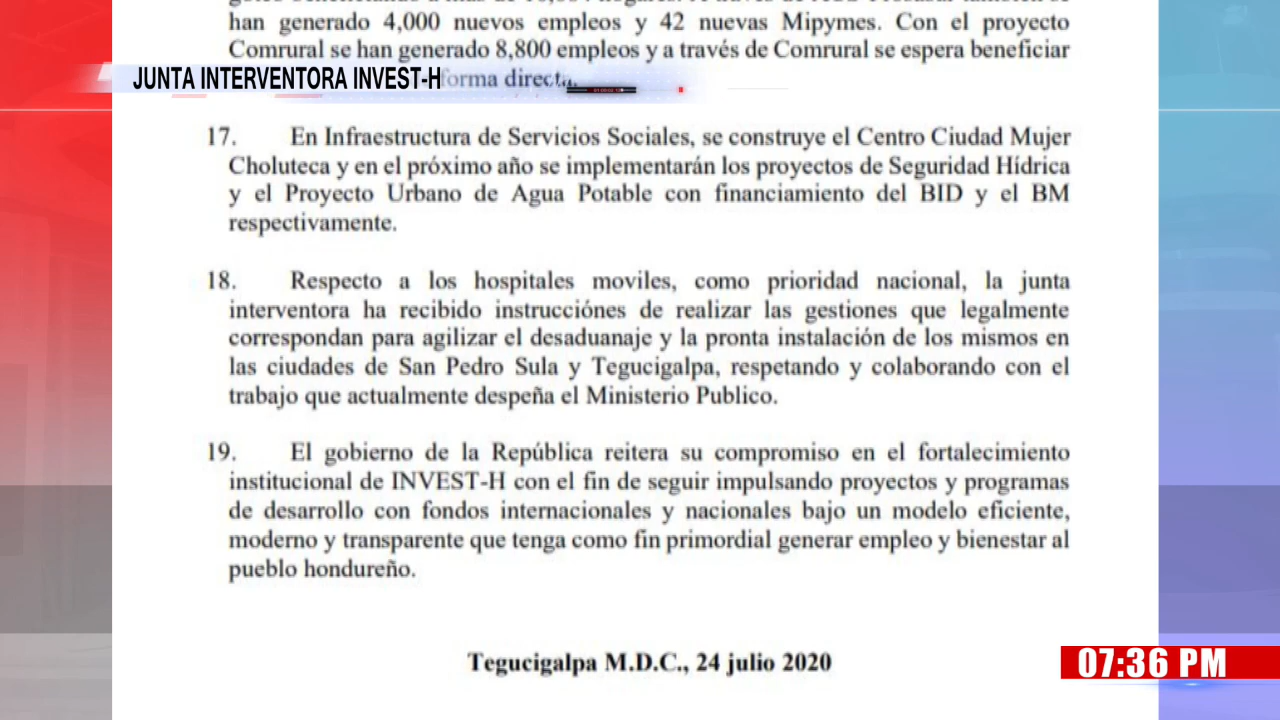 han generado 4,000 nuevos empleos y 42 nuevas Mipymes. Con el proyecto
Comrural se han generado 8,800 empleos y a través de Comrural se espera beneficiar
JUNTA INTERVENTORA INVEST-H
forma directa.
17. En Infraestructura de Servicios Sociales, se construye el Centro Ciudad Mujer
Choluteca y en el próximo año se implementarán los proyectos de Seguridad Hídrica
y el Proyecto Urbano de Agua Potable con financiamiento del BID y el BM
respectivamente.
18. Respecto a los hospitales moviles, como prioridad nacional, la junta
interventora ha recibido instrucciónes de realizar las gestiones que legalmente
correspondan para agilizar el desaduanaje y la pronta instalación de los mismos en
las ciudades de San Pedro Sula y Tegucigalpa, respetando y colaborando con el
trabajo que actualmente despeña el Ministerio Publico.
19. El gobierno de la República reitera su compromiso en el fortalecimiento
institucional de INVEST-H con el fin de seguir impulsando proyectos y programas
de desarrollo con fondos internacionales y nacionales bajo un modelo eficiente,
moderno y transparente que tenga como fin primordial generar empleo y bienestar al
pueblo hondureño.
Tegucigalpa M.D.C., 24 julio 2020
07:36 PM